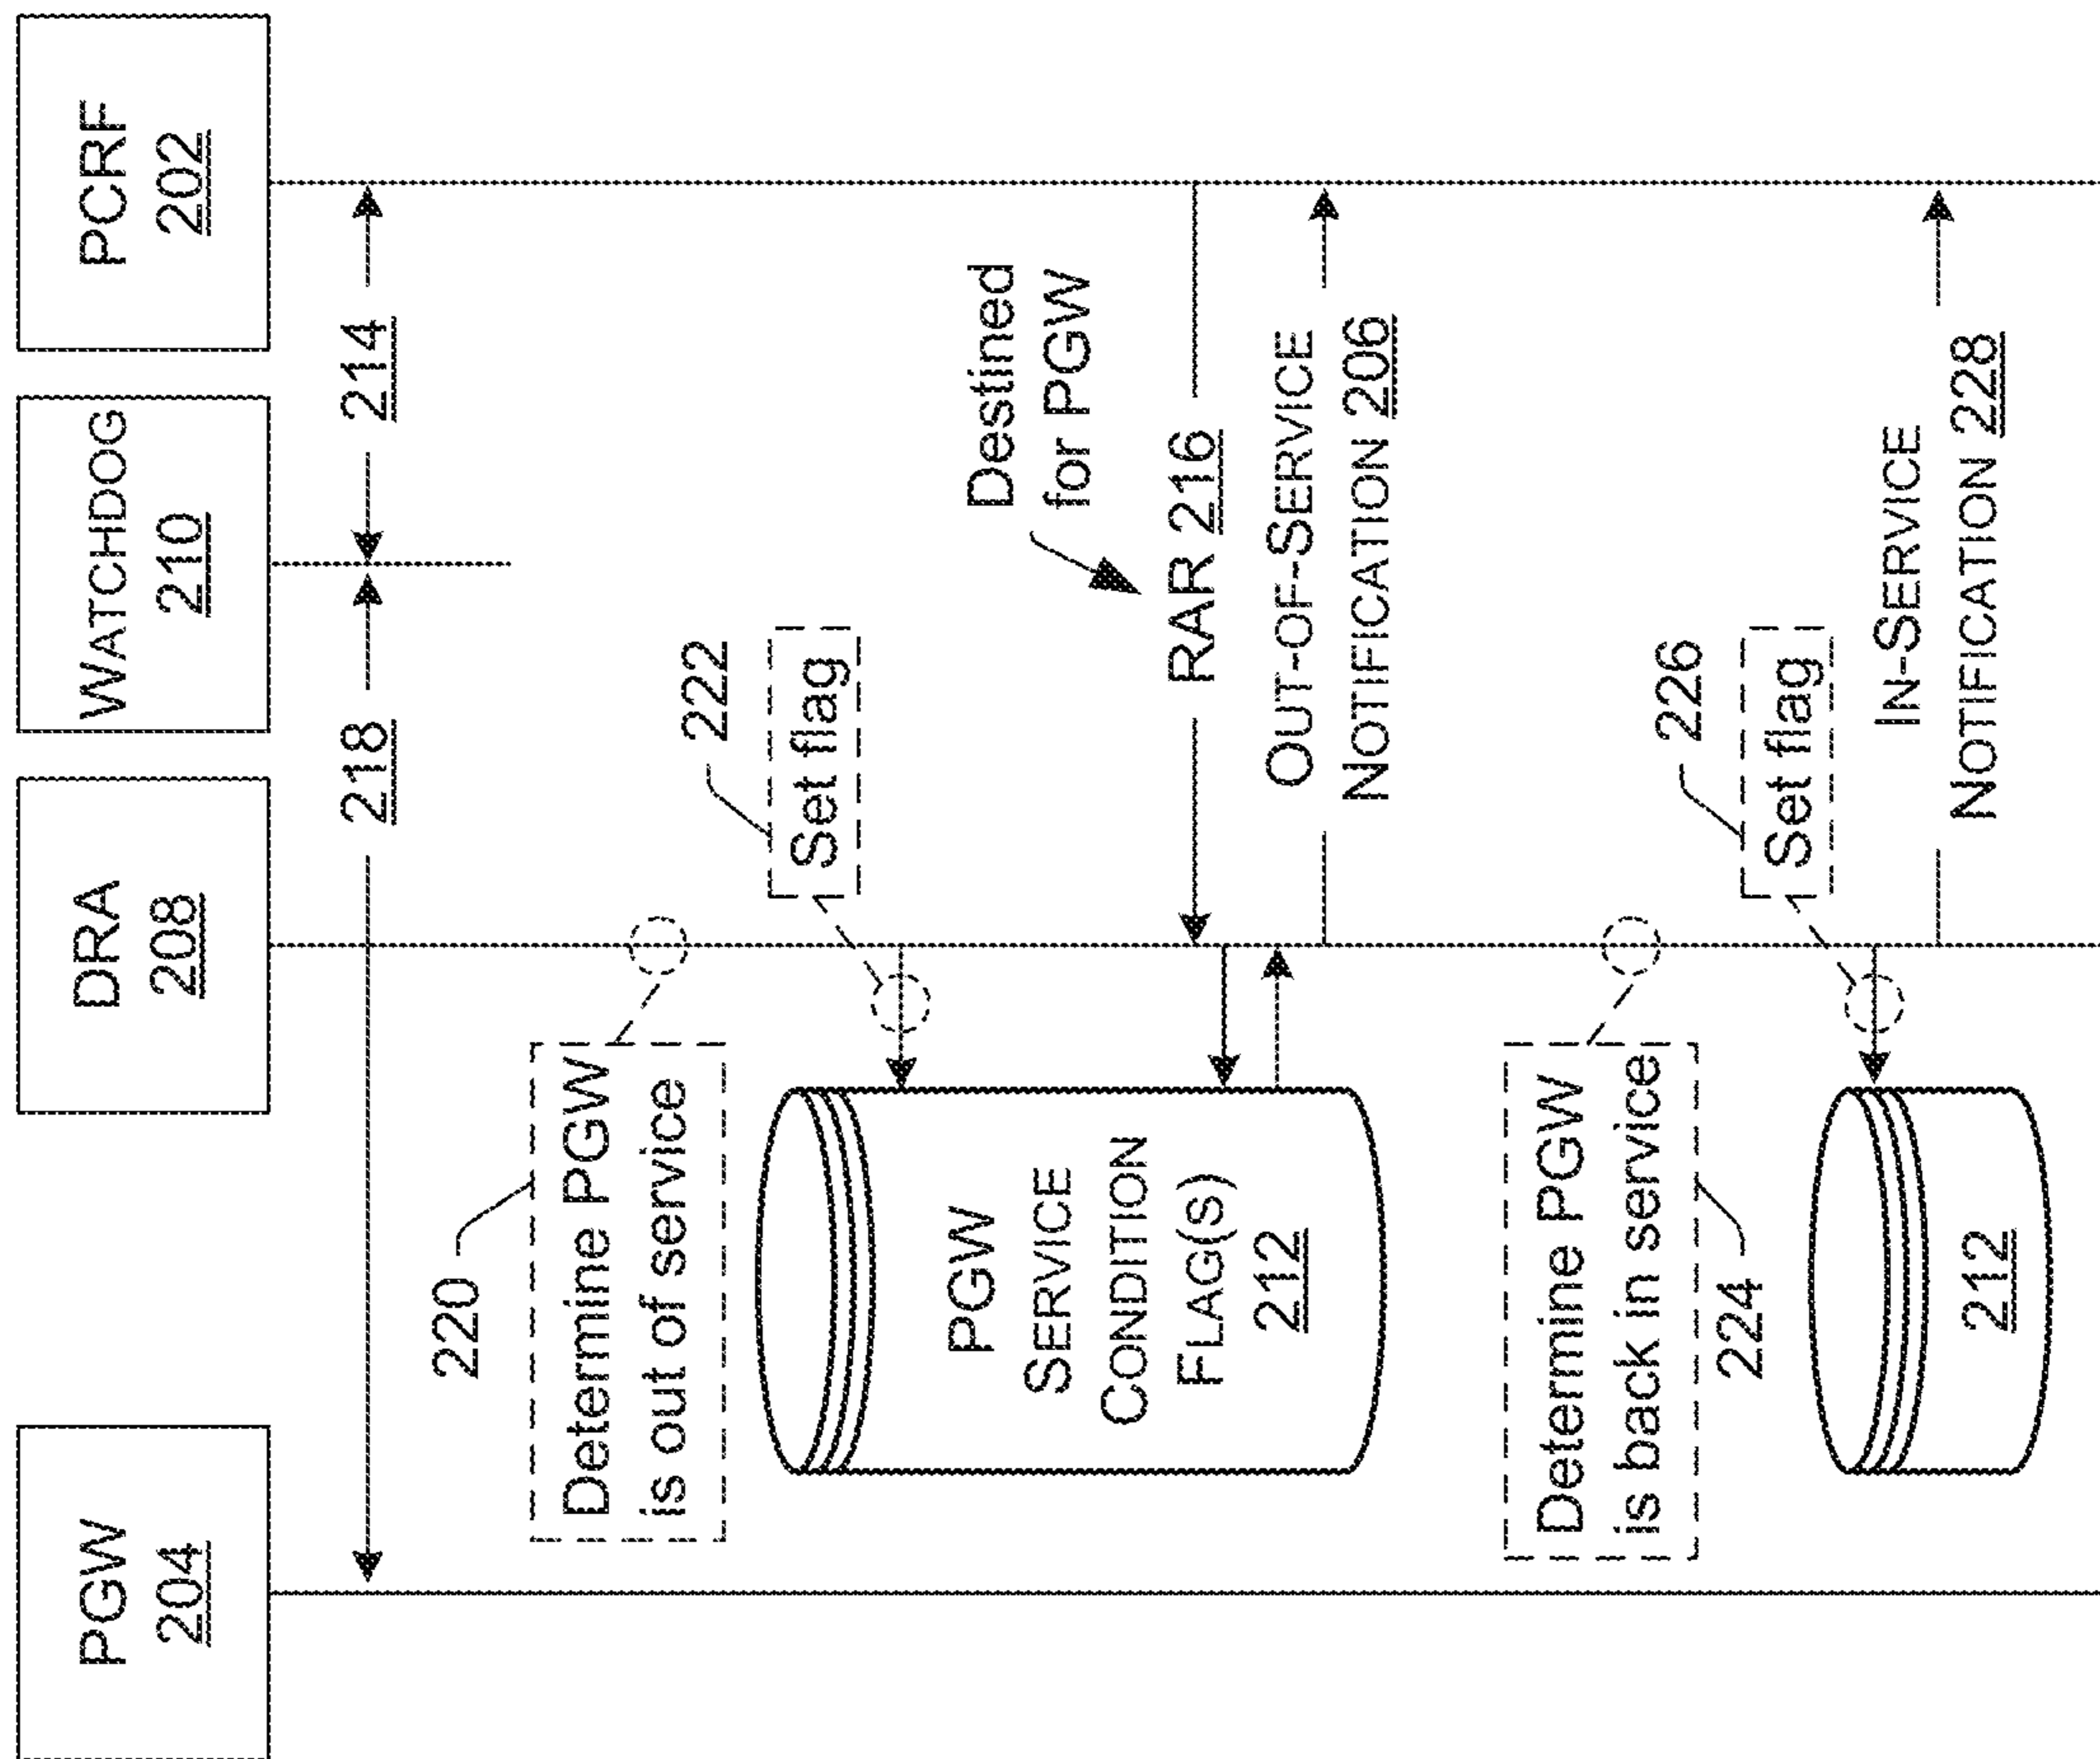 PGW
204
DRA
208
WATCHDOG
210
PCRF
202
218
214
220
Determine PGW
is out of service
222
Set flag
PGW
SERVICE
CONDITION
FLAG(S)
212
Destined
for PGW
RAR 216
OUT-OF-SERVICE
NOTIFICATION 206
Determine PGW
is back in service
224
226
Set flag
212
IN-SERVICE
NOTIFICATION 228